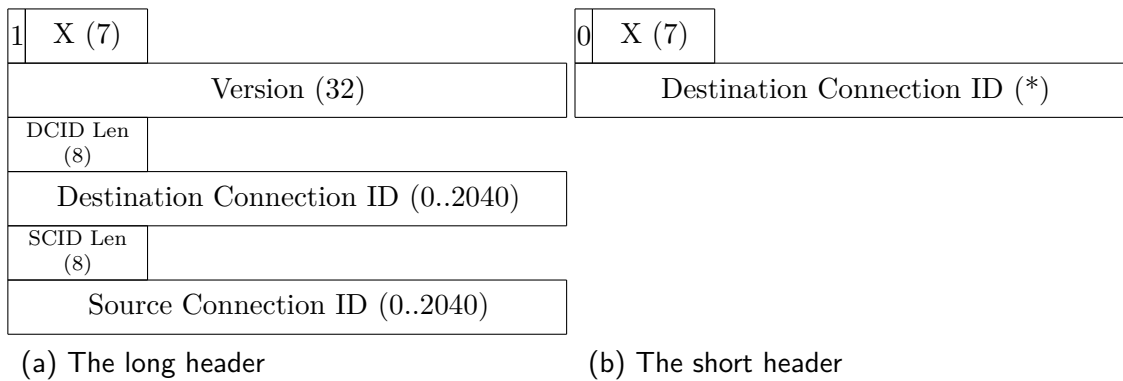 1 X (7)
Version (32)
DCID Len
(8)
Destination Connection ID (0..2040)
SCID Len
(8)
Source Connection ID (0..2040)
(a) The long header
0 X (7)
Destination Connection ID (*)
(b) The short header